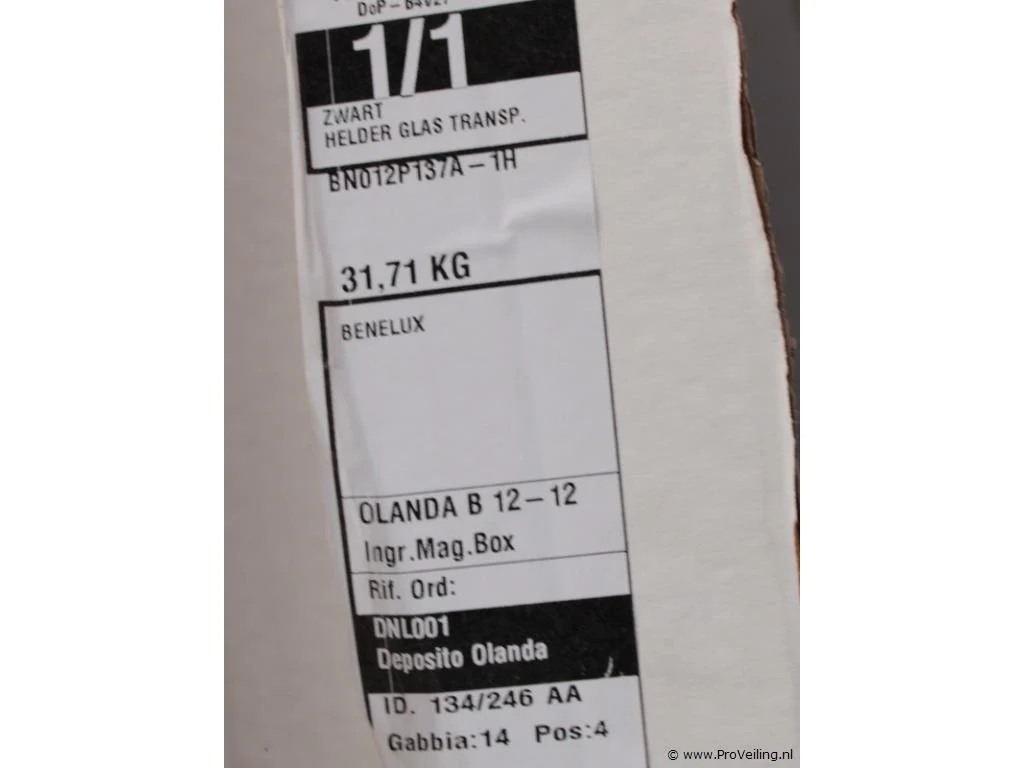 1/1
ZWART
HELDER GLAS TRANSP.
BN012P137A-1H
31,71 KG
BENELUX
OLANDA B 12-12
Ingr.Mag.Box
Rif. Ord:
DNL001
Deposito Olanda
ID. 134/246 AA
Gabbia:14 Pos:4
© www.ProVeiling.nl